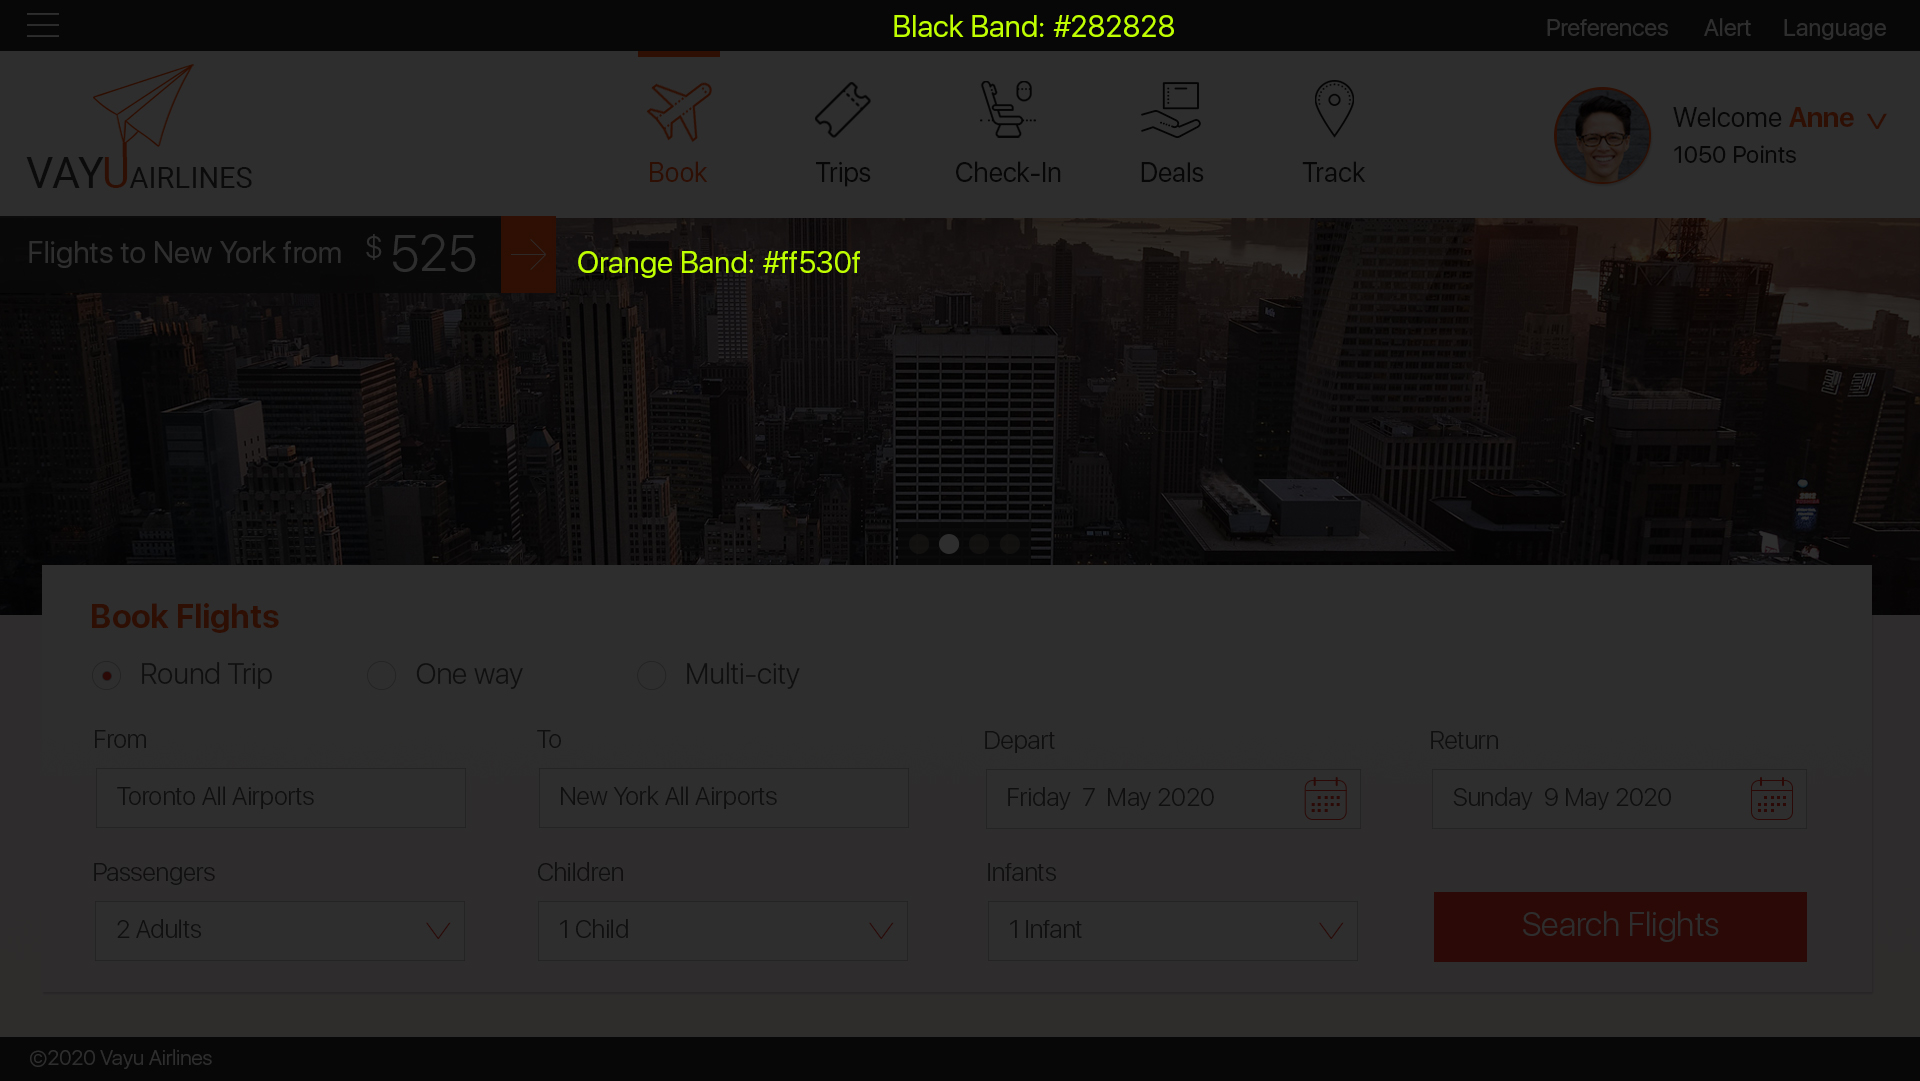 Black Band: #282828
Preferences Alert Language
VAYU AIRLINES
Book Trips Check-In Deals Track
Welcome Anne
1050 Points
Flights to New York from $ 525
Orange Band: #ff530f
Book Flights
Round Trip One way Multi-city
From To Depart Return
Toronto All Airports New York All Airports Friday 7 May 2020 Sunday 9 May 2020
Passengers Children Infants
2 Adults 1 Child 1 Infant Search Flights
©2020 Vayu Airlines